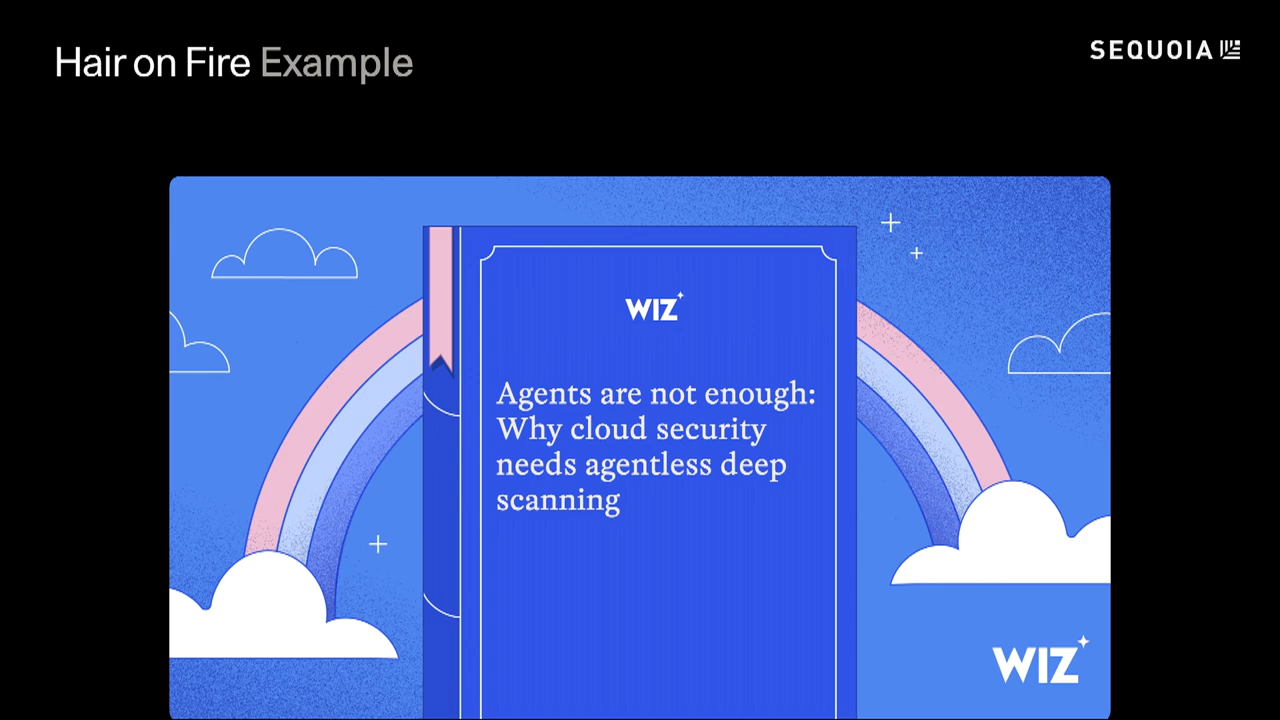 Hair on Fire Example
SEQUOIA
WIZ
Agents are not enough:
Why cloud security
needs agentless deep
scanning
WIZ